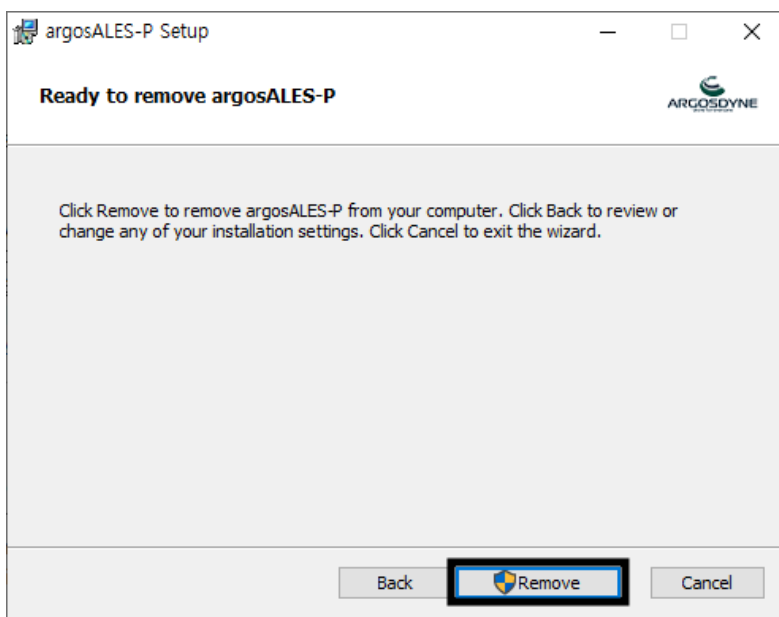 argosALES-P Setup
Ready to remove argosALES-P
ARGOSDYNE
Click Remove to remove argosALES-P from your computer. Click Back to review or
change any of your installation settings. Click Cancel to exit the wizard.
Back
Remove
Cancel